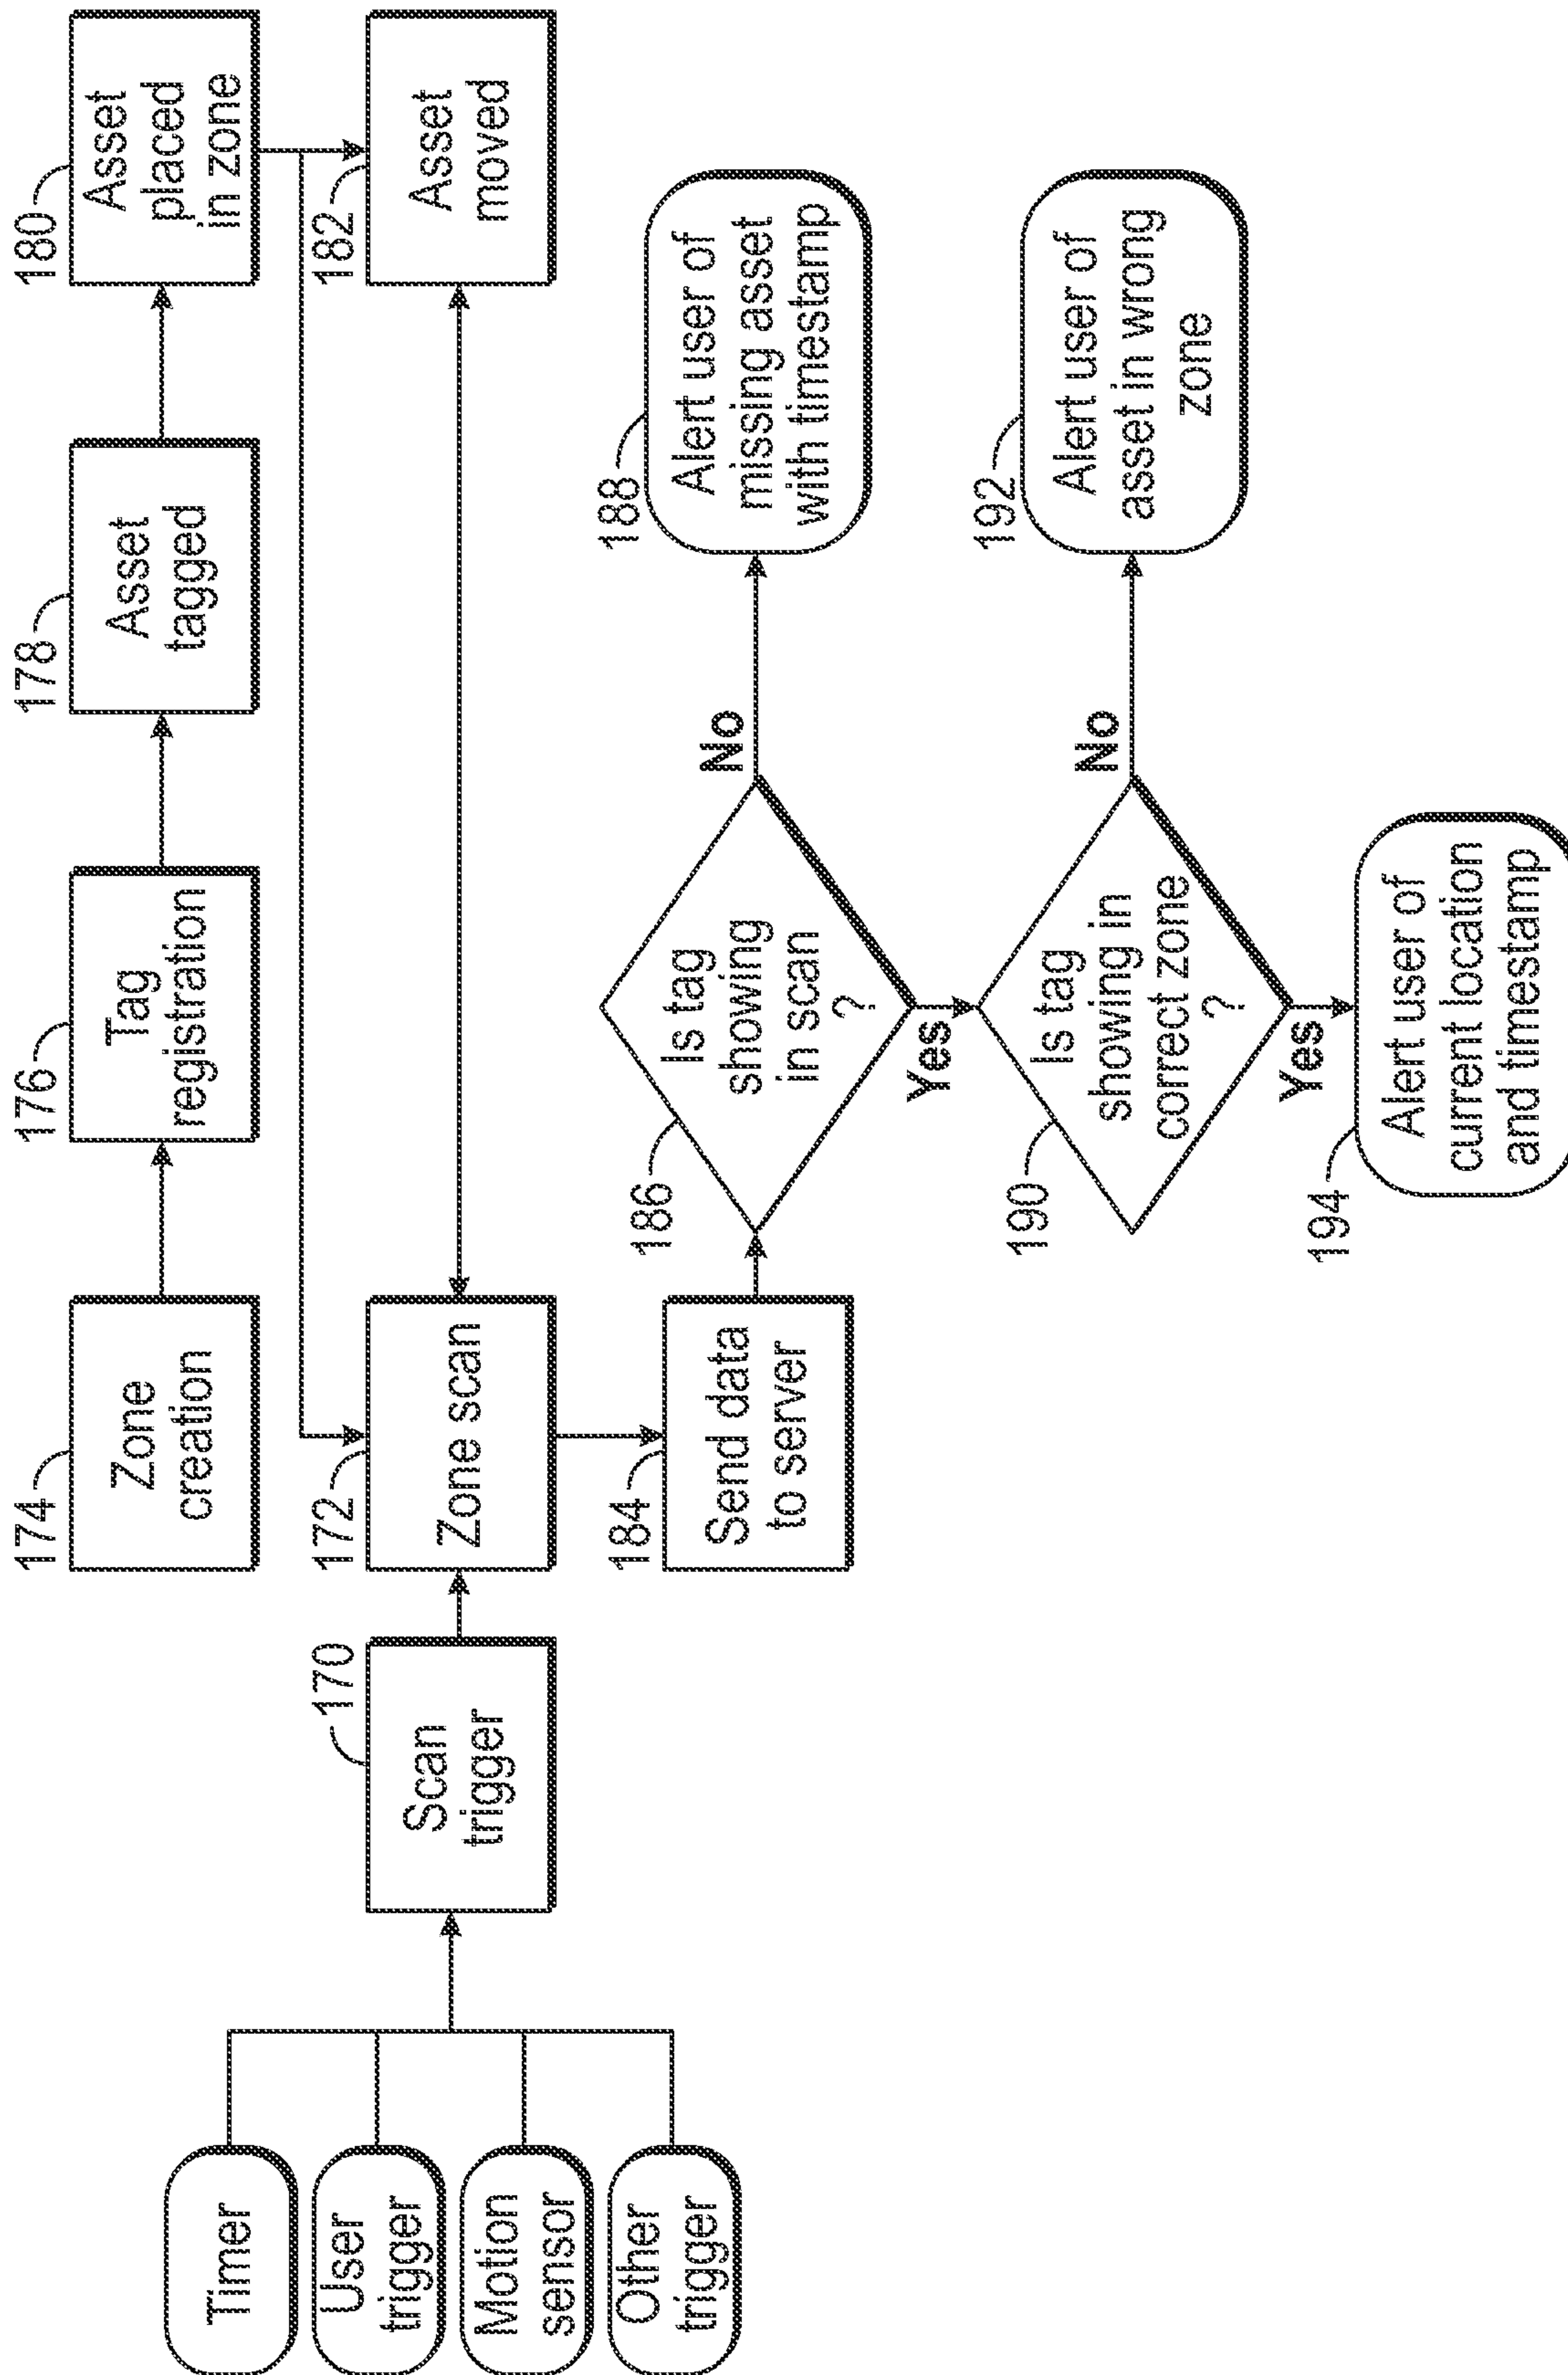 174
Zone
creation
176
Tag
registration
178
Asset
tagged
180
Asset
placed
in zone
Timer
User
trigger
Motion
sensor
Other
trigger
170
Scan
trigger
172
Zone scan
182
Asset
moved
184
Send data
to server
186
Is tag
showing
in scan
?
No
Yes
188
Alert user of
missing asset
with timestamp
190
Is tag
showing in
correct zone
?
No
Yes
192
Alert user of
asset in wrong
zone
194
Alert user of
current location
and timestamp